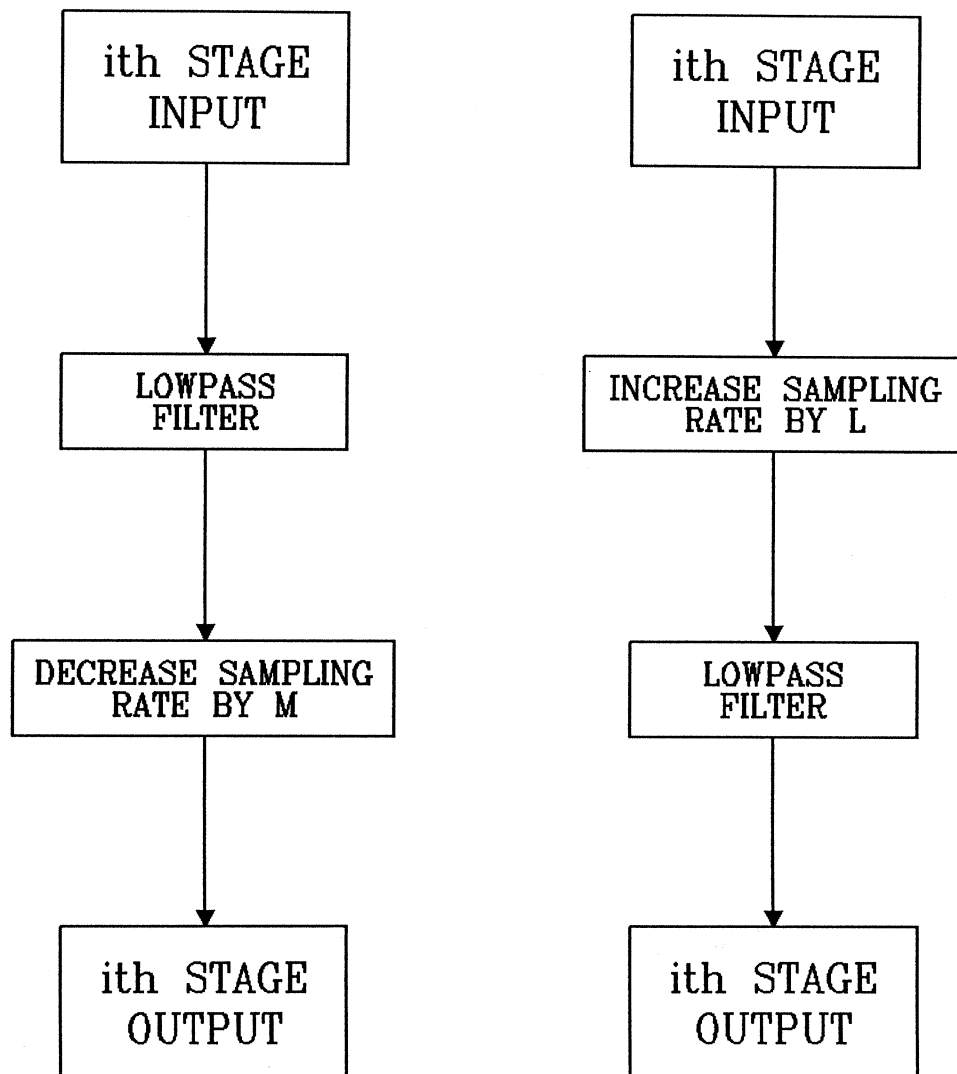 ith STAGE
INPUT
LOWPASS
FILTER
DECREASE SAMPLING
RATE BY M
ith STAGE
OUTPUT
ith STAGE
INPUT
INCREASE SAMPLING
RATE BY L
LOWPASS
FILTER
ith STAGE
OUTPUT